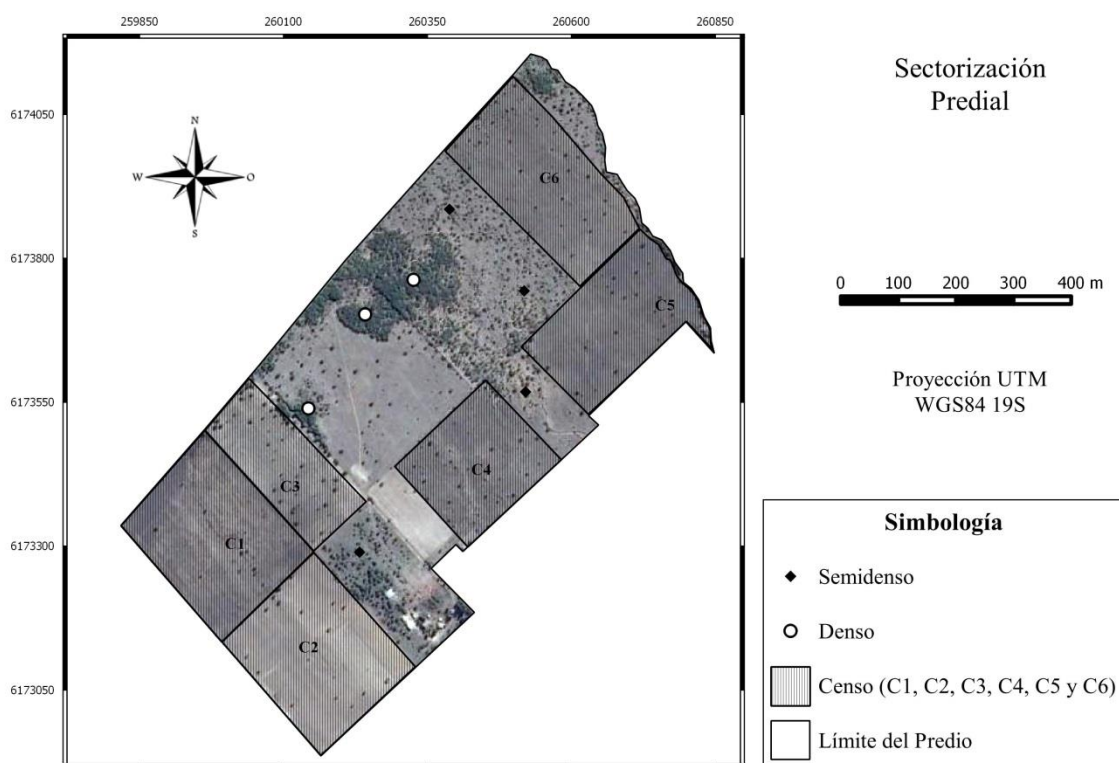 259850 260100 260350 260600 260850
Sectorización
Predial
6174050
6173800
6173550
6173300
6173050
N
W O
S
C6
C5
C4
C3
C1
C2
0 100 200 300 400 m
Proyección UTM
WGS84 19S
Simbología
Semidenso
Denso
Censo (C1, C2, C3, C4, C5 y C6)
Límite del Predio